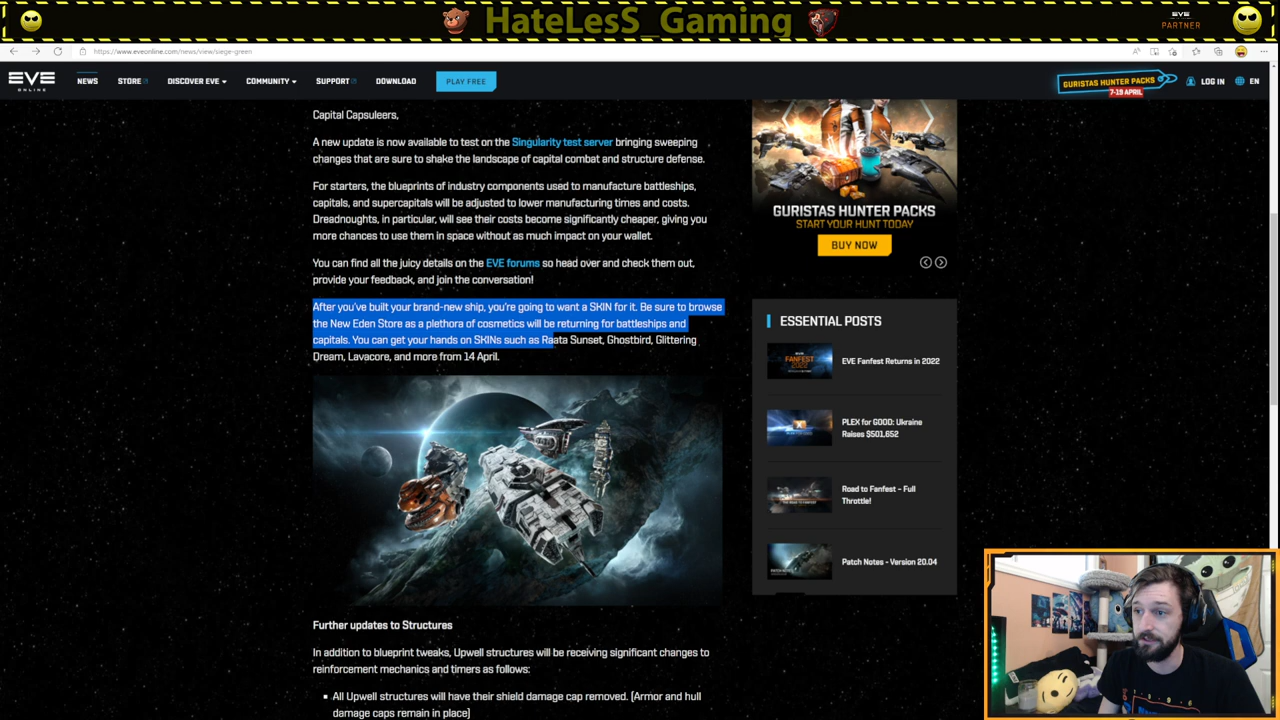 HateLesS_Gaming
EVE
PARTNER
https://www.eveonline.com/news/view/siege-green
EVE
ONLINE
NEWS
STORE
DISCOVER EVE
COMMUNITY
SUPPORT
DOWNLOAD
PLAY FREE
GURISTAS HUNTER PACKS
7-19 APRIL
LOG IN
EN
Capital Capsuleers,
A new update is now available to test on the Singularity test server bringing sweeping
changes that are sure to shake the landscape of capital combat and structure defense.
For starters, the blueprints of industry components used to manufacture battleships,
capitals, and supercapitals will be adjusted to lower manufacturing times and costs.
Dreadnoughts, in particular, will see their costs become significantly cheaper, giving you
more chances to use them in space without as much impact on your wallet.
You can find all the juicy details on the EVE forums so head over and check them out,
provide your feedback, and join the conversation!
After you've built your brand-new ship, you're going to want a SKIN for it. Be sure to browse
the New Eden Store as a plethora of cosmetics will be returning for battleships and
capitals. You can get your hands on SKINs such as Raata Sunset, Ghostbird, Glittering
Dream, Lavacore, and more from 14 April.
Further updates to Structures
In addition to blueprint tweaks, Upwell structures will be receiving significant changes to
reinforcement mechanics and timers as follows:
▪ All Upwell structures will have their shield damage cap removed. (Armor and hull
damage caps remain in place)
GURISTAS HUNTER PACKS
START YOUR HUNT TODAY
BUY NOW
ESSENTIAL POSTS
EVE Fanfest Returns in 2022
PLEX for GOOD: Ukraine
Raises $501,652
Road to Fanfest – Full
Throttle!
Patch Notes - Version 20.04